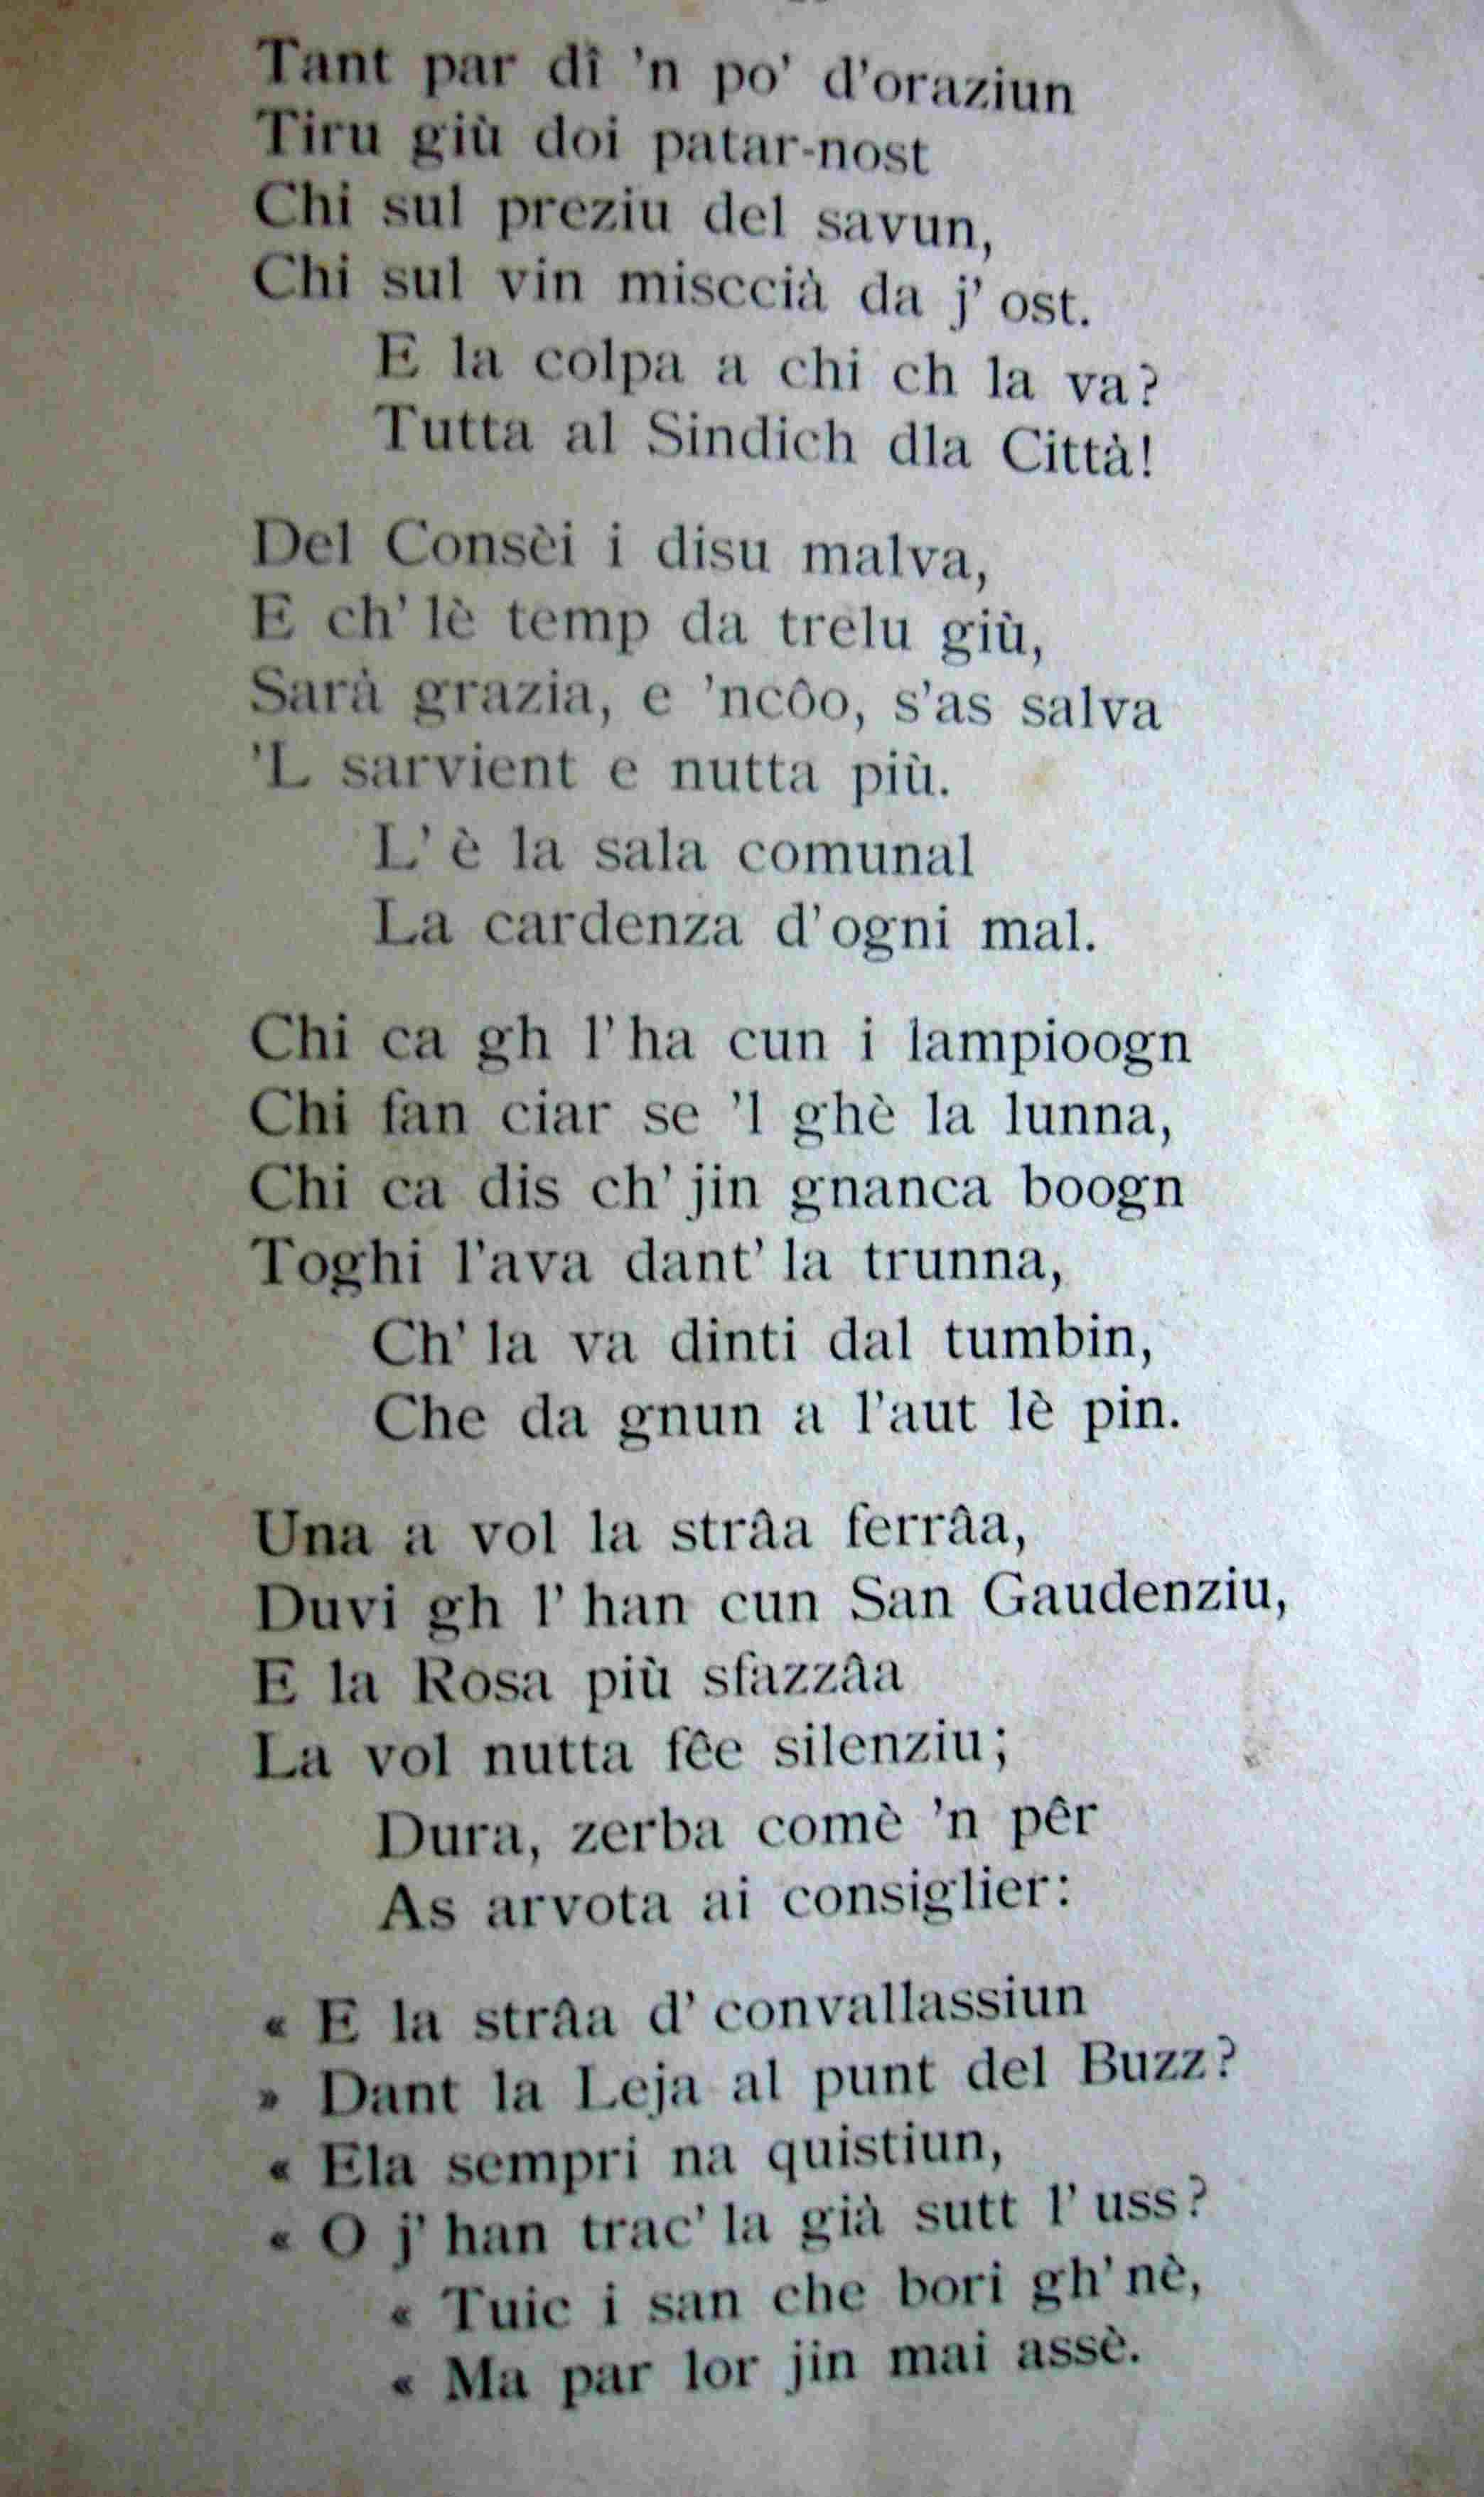 Tant par dî 'n po' d'oraziun
Tiru giù doi patar-nost
Chi sul preziu del savun,
Chi sul vin misccià da j' ost.
E la colpa a chi ch la va?
Tutta al Sindich dla Città!
Del Consèi i disu malva,
E ch' lè temp da trelu giù,
Sarà grazia, e 'ncôo, s'as salva
'L sarvient e nutta più.
L' è la sala comunal
La cardenza d'ogni mal.
Chi ca gh l' ha cun i lampioogn
Chi fan ciar se 'l ghè la lunna,
Chi ca dis ch' jin gnanca boogn
Toghi l'ava dant' la trunna,
Ch' la va dinti dal tumbin,
Che da gnun a l'aut lè pin.
Una a vol la strâa ferrâa,
Duvi gh l' han cun San Gaudenziu,
E la Rosa più sfazzâa
La vol nutta fêe silenziu;
Dura, zerba comè 'n pêr
As arvota ai consiglier:
« E la strâa d' convallassiun
» Dant la Leja al punt del Buzz?
« Ela sempri na quistiun,
« O j' han trac' la già sutt l' uss?
« Tuic i san che bori gh' nè,
« Ma par lor jin mai assè.